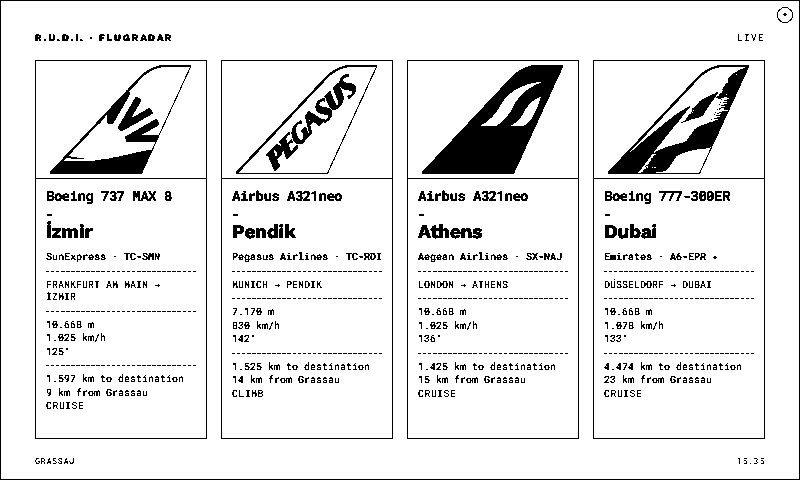 R.U.D.I. · FLUGRADAR
LIVE
Boeing 737 MAX 8
-
İzmir
SunExpress · TC-SMN
FRANKFURT AM MAIN →
IZMIR
10.668 m
1.025 km/h
125°
1.597 km to destination
9 km from Grassau
CRUISE
PEGASUS
Airbus A321neo
-
Pendik
Pegasus Airlines · TC-RDI
MUNICH → PENDIK
7.170 m
830 km/h
142°
1.525 km to destination
14 km from Grassau
CLIMB
Airbus A321neo
-
Athens
Aegean Airlines · SX-NAJ
LONDON → ATHENS
10.668 m
1.025 km/h
136°
1.425 km to destination
15 km from Grassau
CRUISE
Boeing 777-300ER
-
Dubai
Emirates · A6-EPR
DÜSSELDORF → DUBAI
10.668 m
1.078 km/h
133°
4.474 km to destination
23 km from Grassau
CRUISE
GRASSAU
15.35